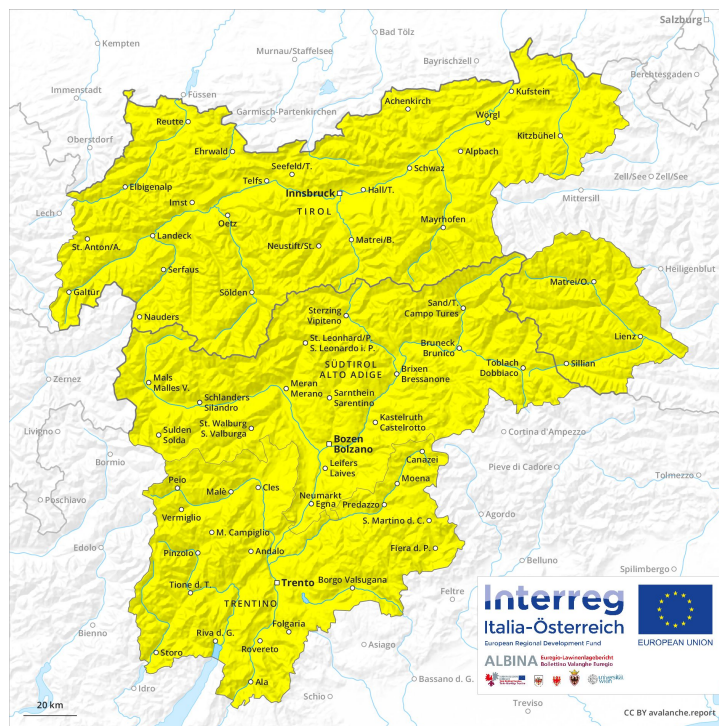 Salzburg
Bad Tölz
Kempten
Murnau/Staffelsee
Bayrischzell
Berchtesgaden
Immenstadt
Füssen
Kufstein
Achenkirch
Garmisch-Partenkirchen
Wörgl
Reutte
Kitzbühel
Oberstdorf
Ehrwald
Alpbach
Seefeld/T.
Schwaz
Zell/See
Zell/See
Telfs
Elbigenalp
Innsbruck
Hall/T.
Mittersill
Imst
TIROL
Lech
Oetz
Mayrhofen
Landeck
Matrei/B.
St. Anton/A.
Neustift/St.
Serfaus
Heiligenblut
Matrei/O.
Galtür
Sölden
Sand/T.
Campo Tures
Sterzing
Vipiteno
Nauders
Lienz
St. Leonhard/P.
S. Leonardo i. P.
Bruneck
Brunico
Toblach
Dobbiaco
Sillian
SÜDTIROL
ALTO ADIGE
Brixen
Bressanone
Zernez
Mals
Malles V.
Meran
Merano
Sarnthein
Sarentino
Schlanders
Silandro
St. Walburg
S. Valburga
Kastelruth
Castelrotto
Livigno
Sulden
Solda
Cortina d'Ampezzo
Bozen
Bolzano
Bormio
Canazei
Pieve di Cadore
Leifers
Laives
Tolmezzo
Peio
Moena
Malè
Cles
Neumarkt
Egna
Predazzo
Poschiavo
Vermiglio
Agordo
S. Martino d. C.
M. Campiglio
Edolo
Pinzolo
Andalo
Fiera d. P.
Belluno
Spilimbergo
Trento
Borgo Valsugana
Tione d. T.
Feltre
TRENTINO
Folgaria
Bienno
Riva d. G.
Rovereto
Asiago
Storo
Ala
Bassano d. G.
Idro
Schio
Treviso
20 km
Interreg
Italia-Österreich
European Regional Development Fund
EUROPEAN UNION
ALBINA
Euregio-Lawinenlagebericht
Bollettino Valanghe Euregio
universität
wien
CC BY avalanche.report